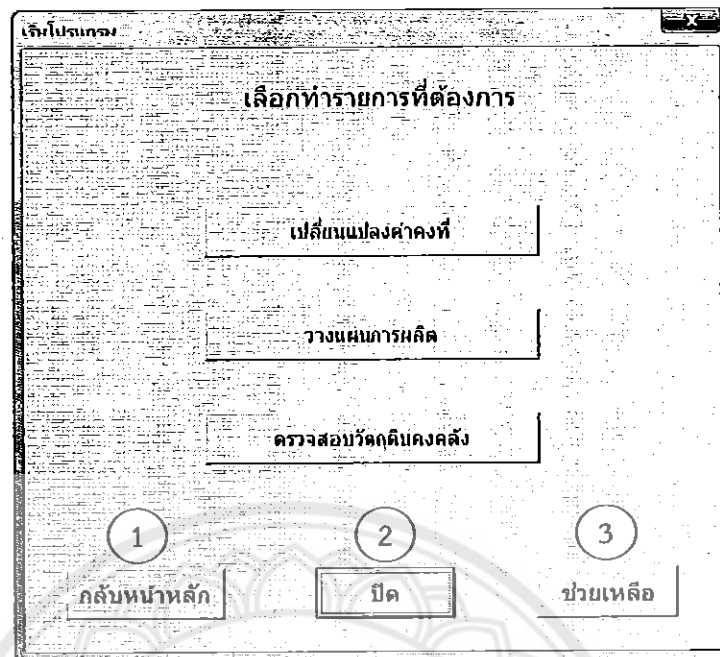 เริ่มโปรแกรม
เลือกทำรายการที่ต้องการ
เปลี่ยนแปลงค่าคงที่
วางแผนการผลิต
ตรวจสอบวัตถุดิบคงคลัง
1 2 3
กลับหน้าหลัก ปิด ช่วยเหลือ